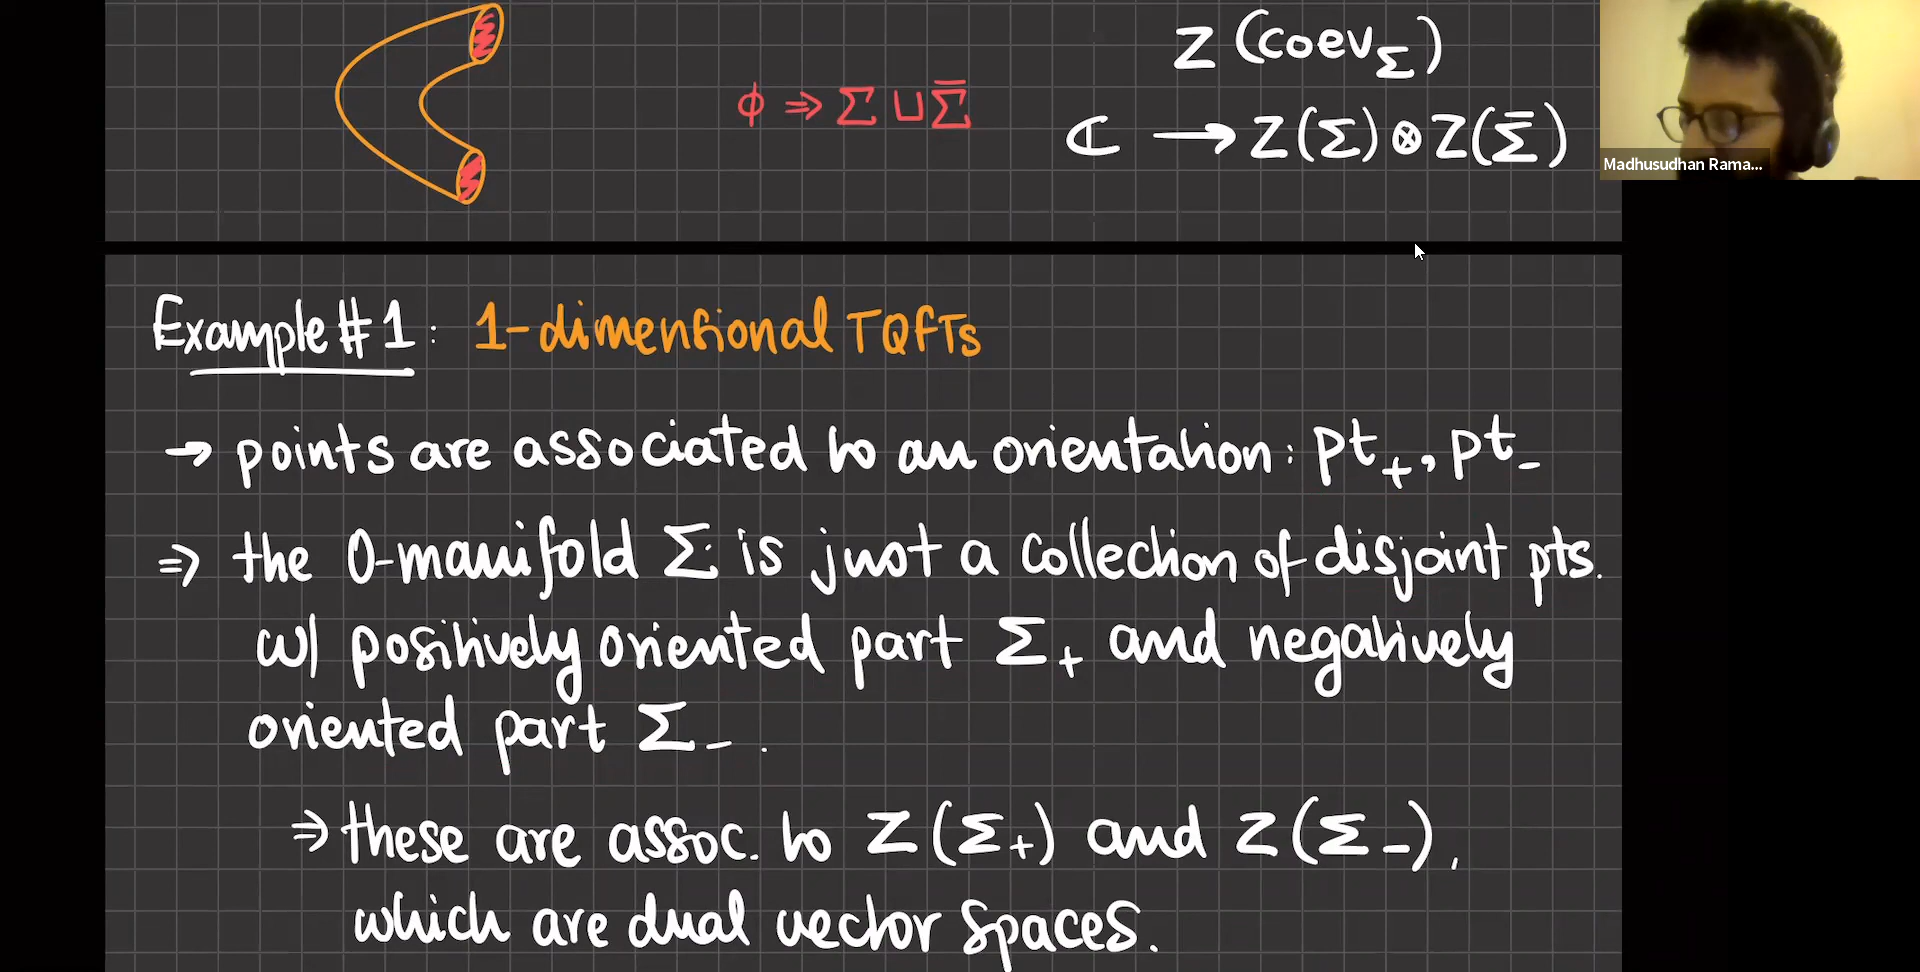 Z (coev_Σ)
φ ⇒ Σ ⊔ Σ̅
ℂ → Z(Σ) ⊗ Z(Σ̅)
Madhusudhan Rama...
Example #1 : 1-dimensional TQFTs
→ points are associated to an orientation : pt₊, pt₋
⇒ the 0-manifold Σ is just a collection of disjoint pts.
w/ positively oriented part Σ₊ and negatively
oriented part Σ₋ .
⇒ these are assoc. to Z(Σ₊) and Z(Σ₋),
which are dual vector spaces.